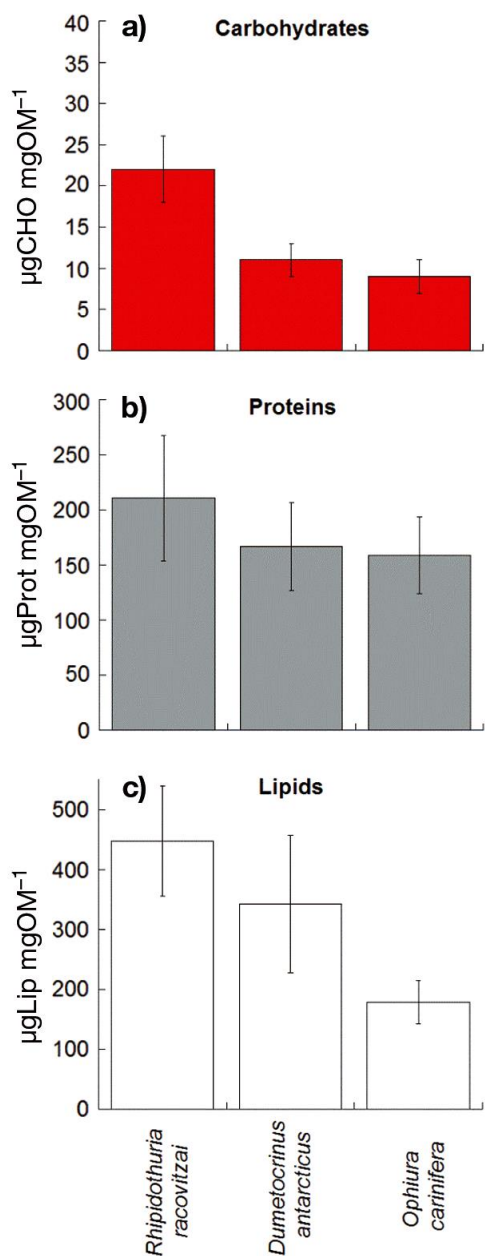 a) Carbohydrates
40
35
30
25
20
15
10
5
0
µgCHO mgOM⁻¹
b) Proteins
300
250
200
150
100
50
0
µgProt mgOM⁻¹
c) Lipids
500
400
300
200
100
0
µgLip mgOM⁻¹
Rhipidothuria
racovitzai
Dumetocrinus
antarcticus
Ophiura
carinifera